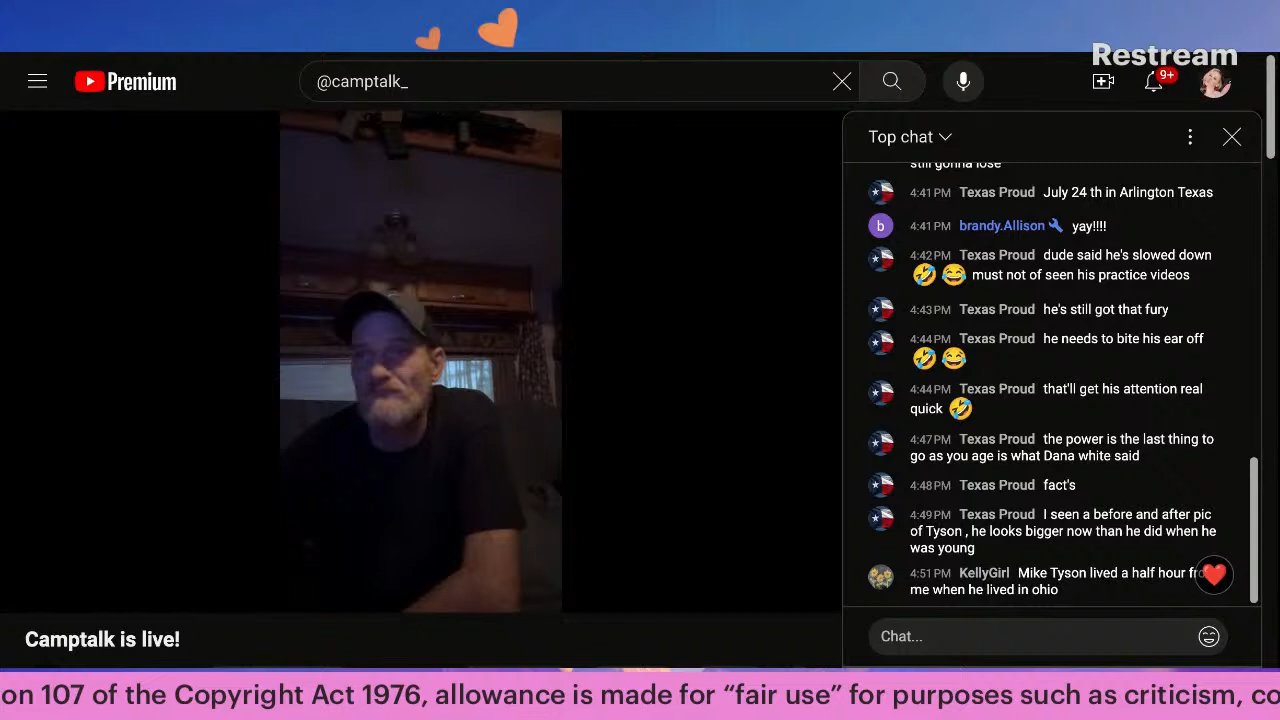 Restream
Premium
@camptalk_
9+
Top chat
still gonna lose
4:41 PM Texas Proud July 24 th in Arlington Texas
b
4:41 PM brandy.Allison yay!!!!
4:42 PM Texas Proud dude said he's slowed down
🤣 😂 must not of seen his practice videos
4:43 PM Texas Proud he's still got that fury
4:44 PM Texas Proud he needs to bite his ear off
🤣 😂
4:44 PM Texas Proud that'll get his attention real
quick 🤣
4:47 PM Texas Proud the power is the last thing to
go as you age is what Dana white said
4:48 PM Texas Proud fact's
4:49 PM Texas Proud I seen a before and after pic
of Tyson , he looks bigger now than he did when he
was young
4:51 PM KellyGirl Mike Tyson lived a half hour fr
me when he lived in ohio
Chat...
Camptalk is live!
on 107 of the Copyright Act 1976, allowance is made for “fair use” for purposes such as criticism, co